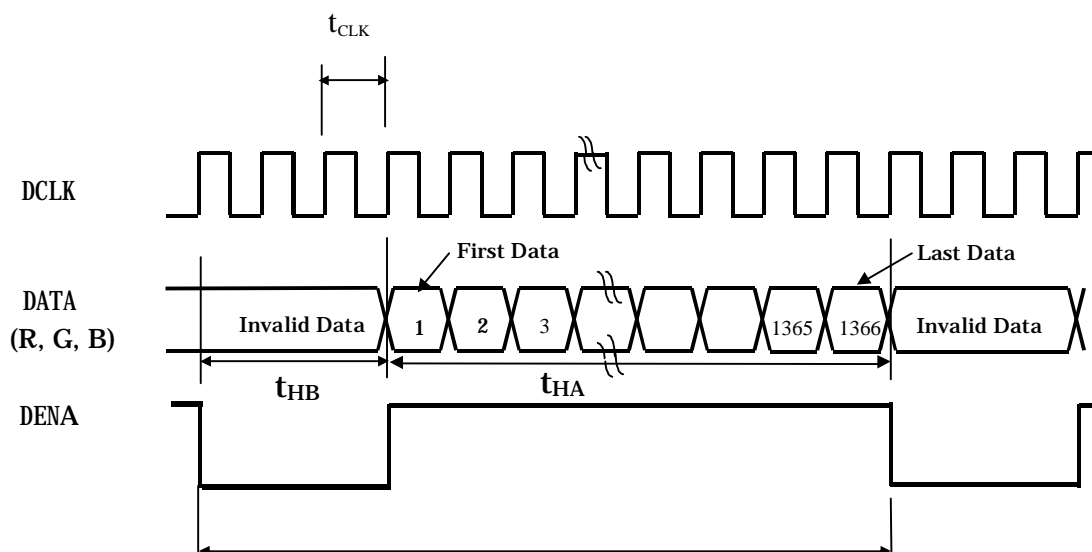 tCLK
DCLK
First Data
Last Data
DATA
(R, G, B)
Invalid Data 1 2 3 1365 1366 Invalid Data
tHB tHA
DENA